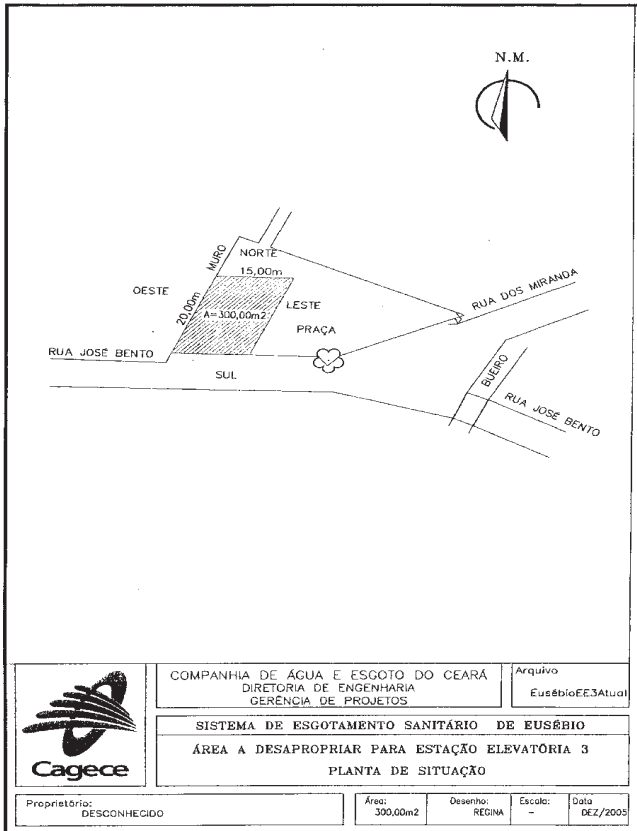 N.M.
NORTE
15,00m
MURO
OESTE
20,00m
A=300,00m2
LESTE
PRAÇA
RUA DOS MIRANDA
RUA JOSÉ BENTO
SUL
BUEIRO
RUA JOSÉ BENTO
Cagece
COMPANHIA DE ÁGUA E ESGOTO DO CEARÁ
DIRETORIA DE ENGENHARIA
GERÊNCIA DE PROJETOS
Arquivo
EusébioEE3Atual
SISTEMA DE ESGOTAMENTO SANITÁRIO DE EUSÉBIO
ÁREA A DESAPROPRIAR PARA ESTAÇÃO ELEVATÓRIA 3
PLANTA DE SITUAÇÃO
Proprietário:
DESCONHECIDO
Área:
300,00m2
Desenho:
REGINA
Escala:
-
Data
DEZ/2005